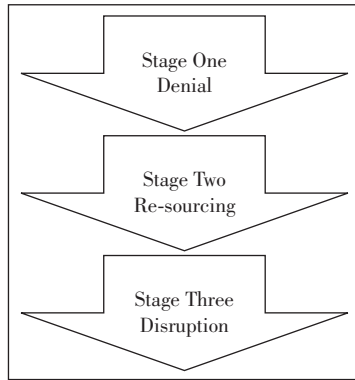 Stage One
Denial
Stage Two
Re-sourcing
Stage Three
Disruption